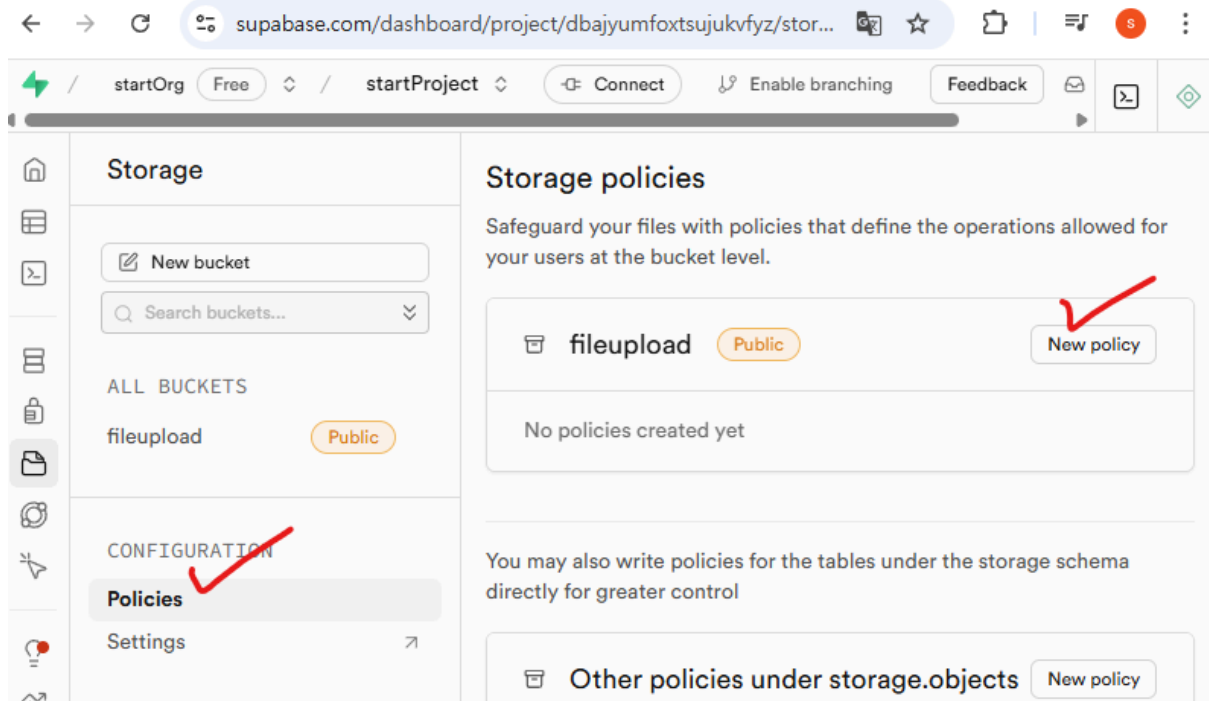 supabase.com/dashboard/project/dbajyumfoxtsujukvfyz/stor...
S
startOrg Free / startProject Connect Enable branching Feedback
Storage
New bucket
Search buckets...
ALL BUCKETS
fileupload Public
CONFIGURATION
Policies
Settings
Storage policies
Safeguard your files with policies that define the operations allowed for
your users at the bucket level.
fileupload Public New policy
No policies created yet
You may also write policies for the tables under the storage schema
directly for greater control
Other policies under storage.objects New policy